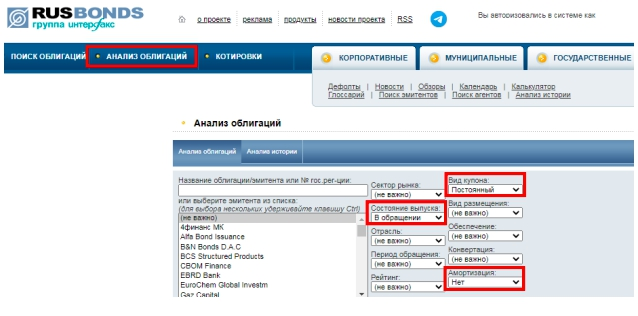 RUSBONDS
группа интерфакс
о проекте реклама продукты новости проекта RSS
Вы авторизовались в системе как
ПОИСК ОБЛИГАЦИЙ • АНАЛИЗ ОБЛИГАЦИЙ • КОТИРОВКИ
КОРПОРАТИВНЫЕ МУНИЦИПАЛЬНЫЕ ГОСУДАРСТВЕННЫЕ
Дефолты | Новости | Обзоры | Календарь | Калькулятор
Глоссарий | Поиск эмитентов | Поиск агентов | Анализ истории
• Анализ облигаций
Анализ облигаций Анализ истории
Название облигации/эмитента или № гос.рег-ции:
или выберите эмитента из списка:
(для выбора нескольких удерживайте клавишу Ctrl)
(не важно)
4финанс МК
Alfa Bond Issuance
B&N Bonds D.A.C
BCS Structured Products
CBOM Finance
EBRD Bank
EuroChem Global Investm
Gaz Capital
Сектор рынка:
(не важно)
Состояние выпуска:
В обращении
Отрасль:
(не важно)
Период обращения:
(не важно)
Рейтинг:
(не важно)
Вид купона:
Постоянный
Вид размещения:
(не важно)
Обеспечение:
(не важно)
Конвертация:
(не важно)
Амортизация:
Нет